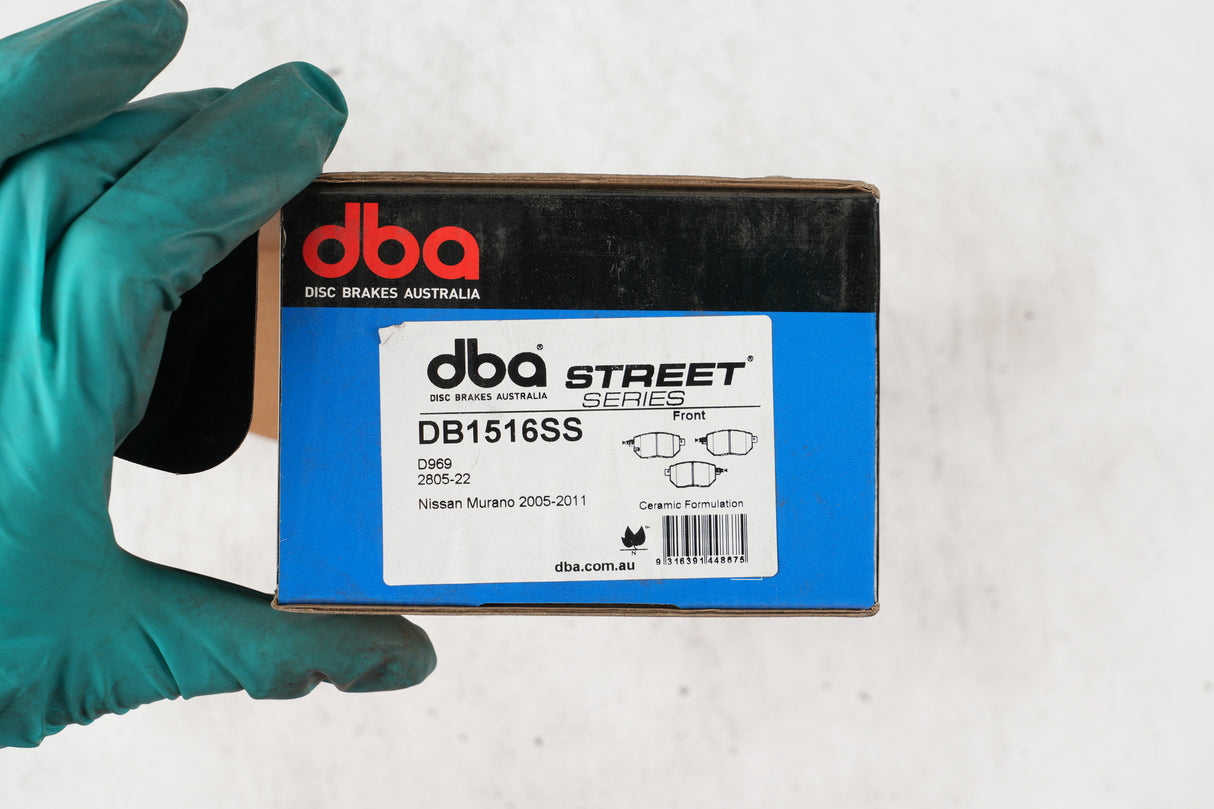 dba
DISC BRAKES AUSTRALIA
dba®
DISC BRAKES AUSTRALIA
STREET®
SERIES
Front
DB1516SS
D969
2805-22
Nissan Murano 2005-2011
Ceramic Formulation
TM
N
dba.com.au
9 316391 448675